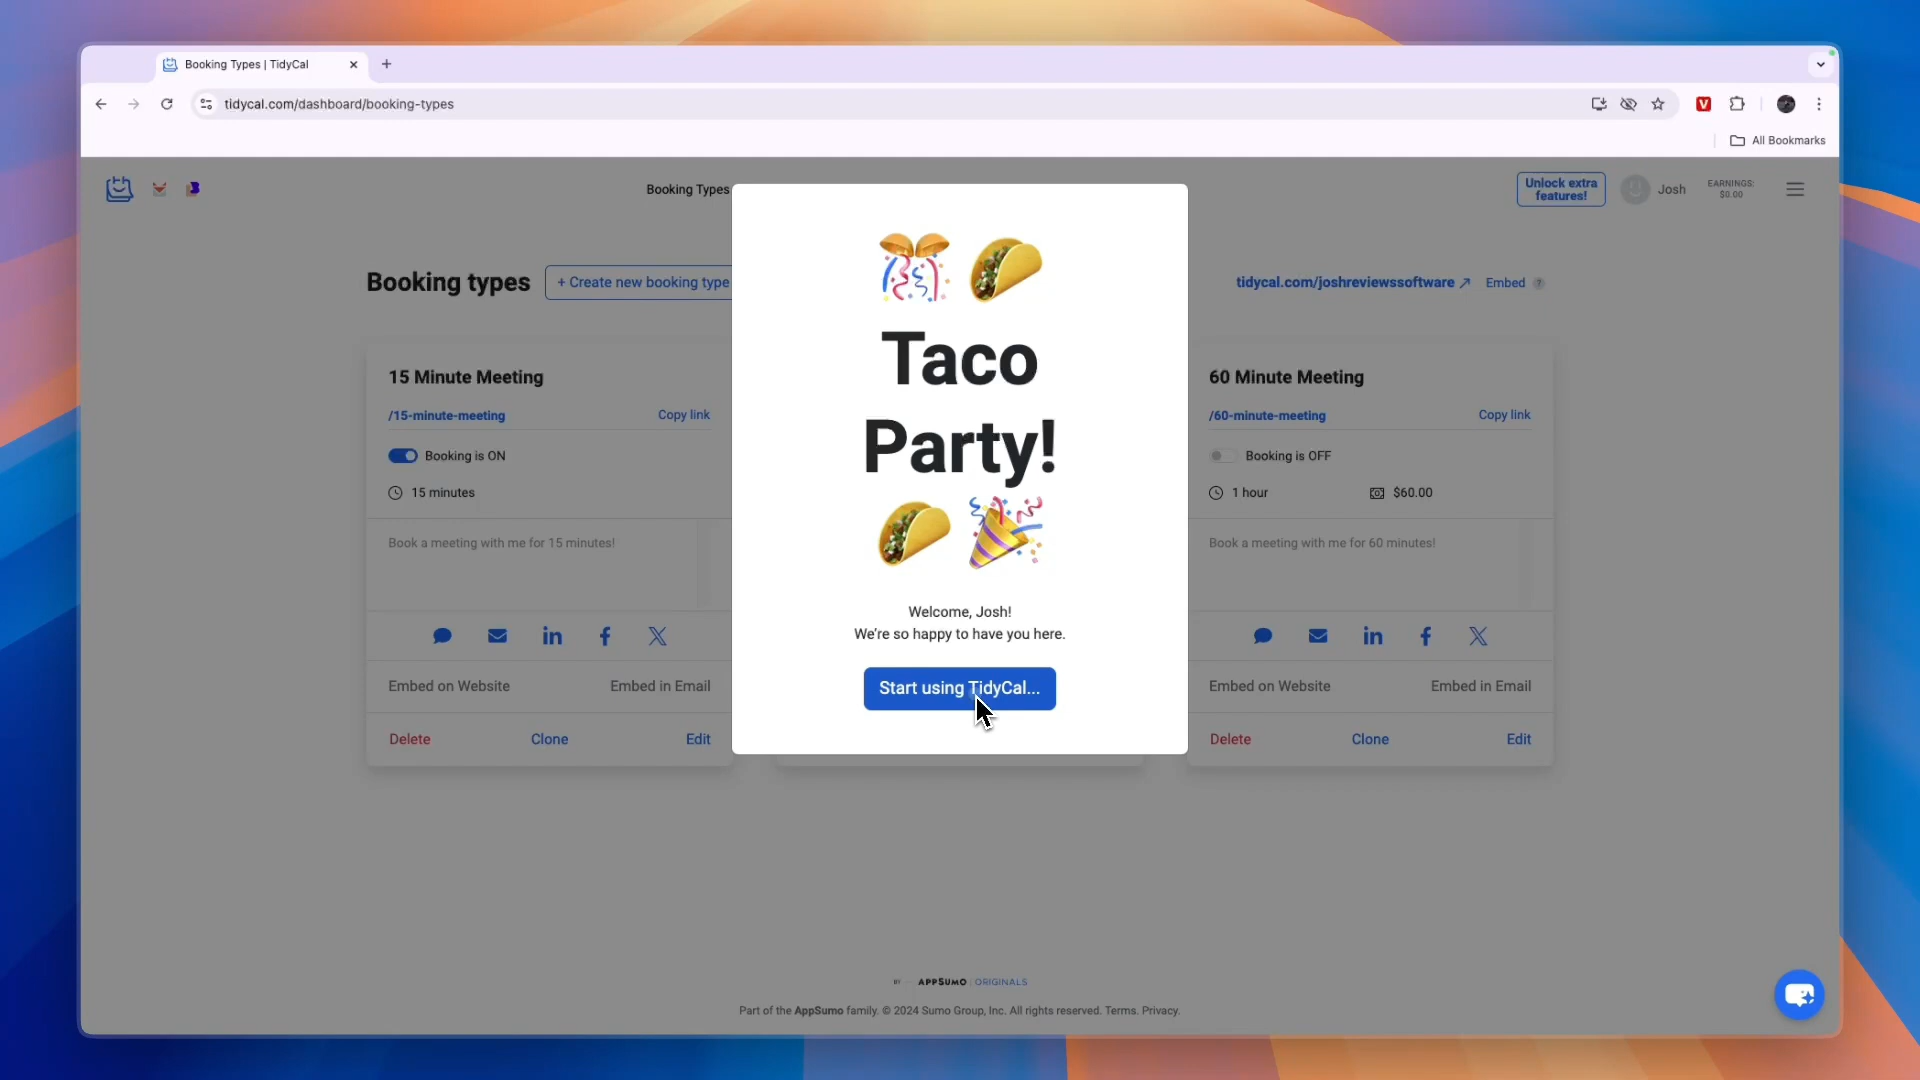 Booking Types | TidyCal
tidycal.com/dashboard/booking-types
All Bookmarks
Booking Types
Unlock extra
features!
Josh
EARNINGS:
$0.00
Booking types
+ Create new booking type
tidycal.com/joshreviewssoftware
Embed
?
15 Minute Meeting
/15-minute-meeting
Copy link
Booking is ON
15 minutes
Book a meeting with me for 15 minutes!
Embed on Website
Embed in Email
Delete
Clone
Edit
Taco
Party!
Welcome, Josh!
We're so happy to have you here.
Start using TidyCal...
60 Minute Meeting
/60-minute-meeting
Copy link
Booking is OFF
1 hour
$60.00
Book a meeting with me for 60 minutes!
Embed on Website
Embed in Email
Delete
Clone
Edit
BY APPSUMO ORIGINALS
Part of the AppSumo family. © 2024 Sumo Group, Inc. All rights reserved. Terms. Privacy.